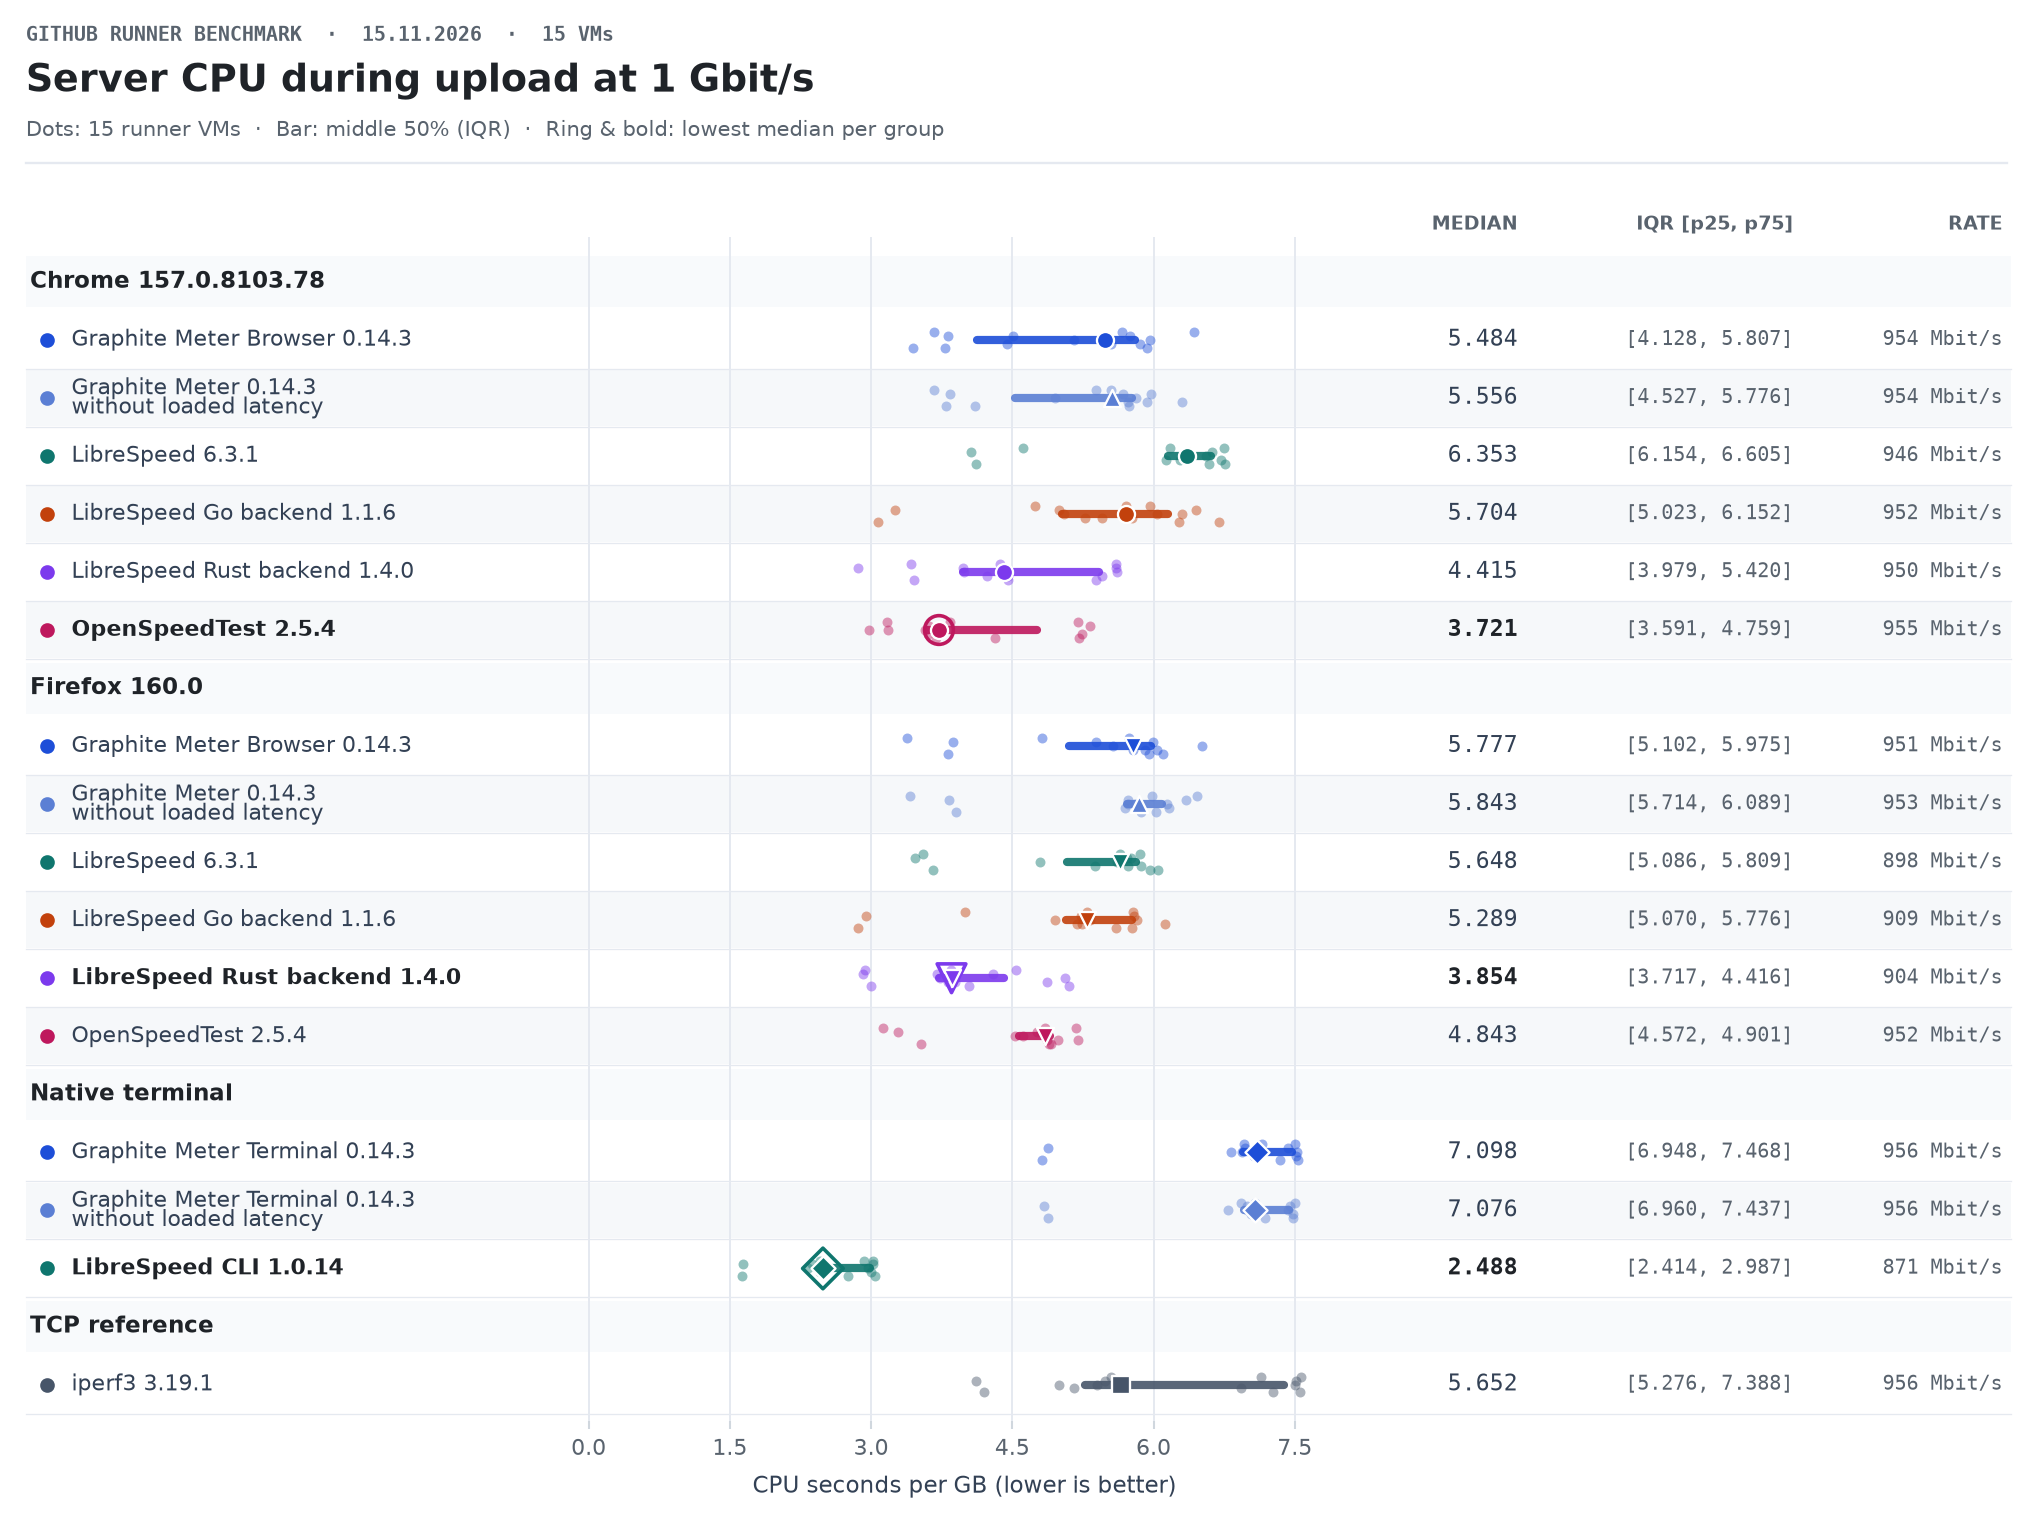 GITHUB RUNNER BENCHMARK · 15.11.2026 · 15 VMs
Server CPU during upload at 1 Gbit/s
Dots: 15 runner VMs · Bar: middle 50% (IQR) · Ring & bold: lowest median per group
MEDIAN IQR [p25, p75] RATE
Chrome 157.0.8103.78
Graphite Meter Browser 0.14.3 5.484 [4.128, 5.807] 954 Mbit/s
Graphite Meter 0.14.3
without loaded latency 5.556 [4.527, 5.776] 954 Mbit/s
LibreSpeed 6.3.1 6.353 [6.154, 6.605] 946 Mbit/s
LibreSpeed Go backend 1.1.6 5.704 [5.023, 6.152] 952 Mbit/s
LibreSpeed Rust backend 1.4.0 4.415 [3.979, 5.420] 950 Mbit/s
OpenSpeedTest 2.5.4 3.721 [3.591, 4.759] 955 Mbit/s
Firefox 160.0
Graphite Meter Browser 0.14.3 5.777 [5.102, 5.975] 951 Mbit/s
Graphite Meter 0.14.3
without loaded latency 5.843 [5.714, 6.089] 953 Mbit/s
LibreSpeed 6.3.1 5.648 [5.086, 5.809] 898 Mbit/s
LibreSpeed Go backend 1.1.6 5.289 [5.070, 5.776] 909 Mbit/s
LibreSpeed Rust backend 1.4.0 3.854 [3.717, 4.416] 904 Mbit/s
OpenSpeedTest 2.5.4 4.843 [4.572, 4.901] 952 Mbit/s
Native terminal
Graphite Meter Terminal 0.14.3 7.098 [6.948, 7.468] 956 Mbit/s
Graphite Meter Terminal 0.14.3
without loaded latency 7.076 [6.960, 7.437] 956 Mbit/s
LibreSpeed CLI 1.0.14 2.488 [2.414, 2.987] 871 Mbit/s
TCP reference
iperf3 3.19.1 5.652 [5.276, 7.388] 956 Mbit/s
0.0 1.5 3.0 4.5 6.0 7.5
CPU seconds per GB (lower is better)